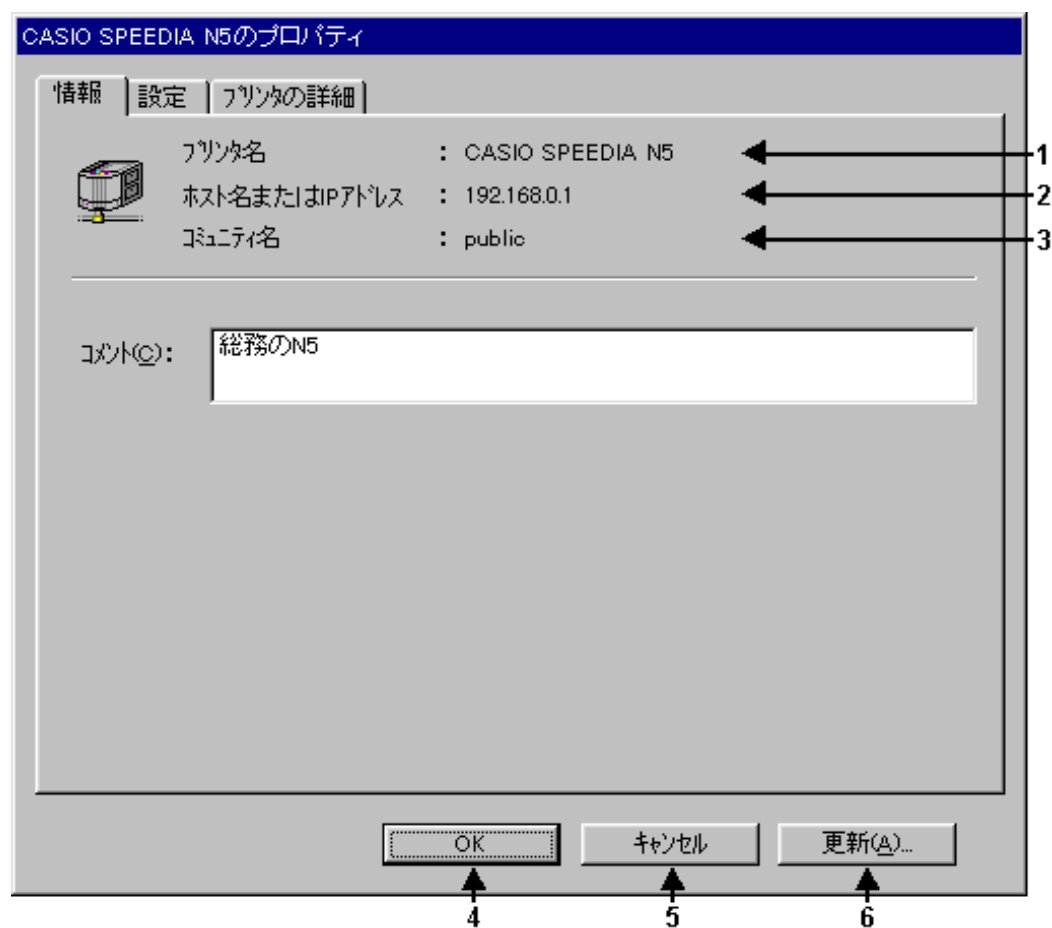 CASIO SPEEDIA N5のプロパティ
情報 設定 プリンタの詳細
プリンタ名 : CASIO SPEEDIA N5 1
ホスト名またはIPアドレス : 192.168.0.1 2
コミュニティ名 : public 3
コメント(C): 総務のN5
OK キャンセル 更新(A)...
4 5 6